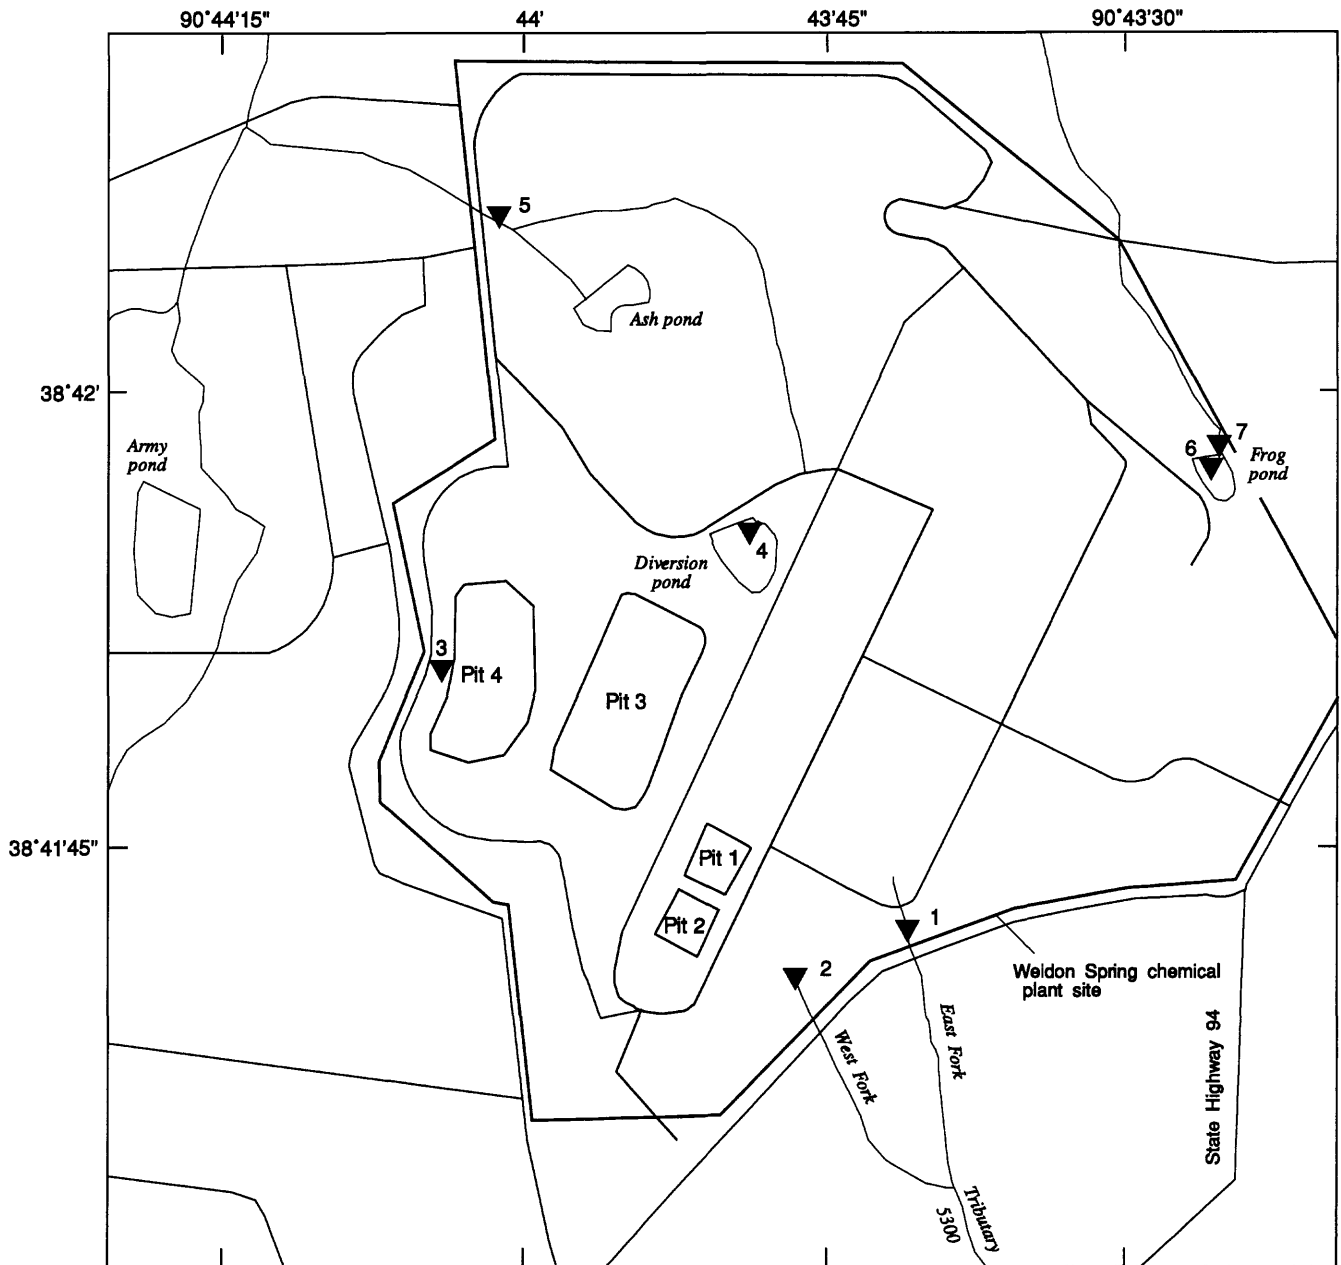 90°44'15"
44'
43'45"
90°43'30"
5
Ash pond
38°42'
Army
pond
7
6
Frog
pond
4
Diversion
pond
3
Pit 4
Pit 3
38°41'45"
Pit 1
Pit 2
1
2
Weldon Spring chemical
plant site
East Fork
West Fork
State Highway 94
Tributary
5300